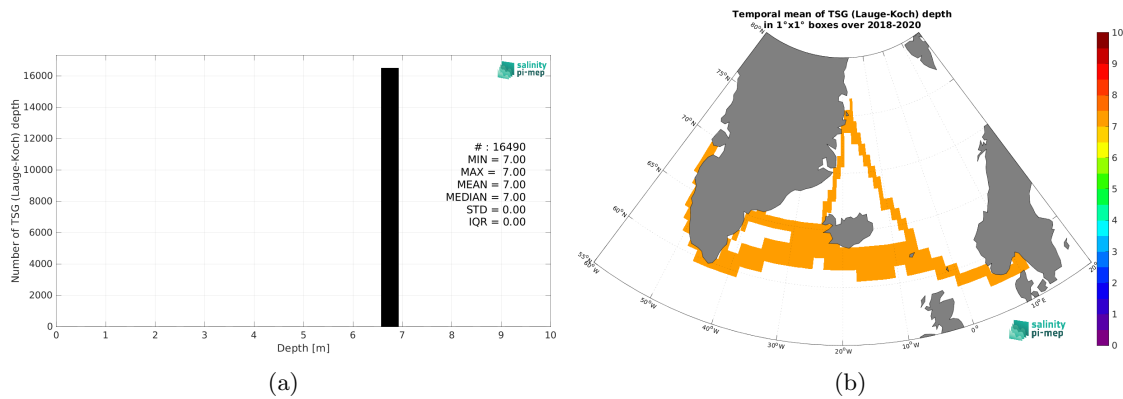 16000
14000
12000
10000
8000
6000
4000
2000
0
Number of TSG (Lauge-Koch) depth
0 1 2 3 4 5 6 7 8 9 10
Depth [m]
salinity
pi-mep
# : 16490
MIN = 7.00
MAX = 7.00
MEAN = 7.00
MEDIAN = 7.00
STD = 0.00
IQR = 0.00
(a)
Temporal mean of TSG (Lauge-Koch) depth
in 1°x1° boxes over 2018-2020
80°N
75°N
70°N
65°N
60°N
55°N
60°W
50°W
40°W
30°W
20°W
10°W
0°
10°E
salinity
pi-mep
10
9
8
7
6
5
4
3
2
1
0
(b)